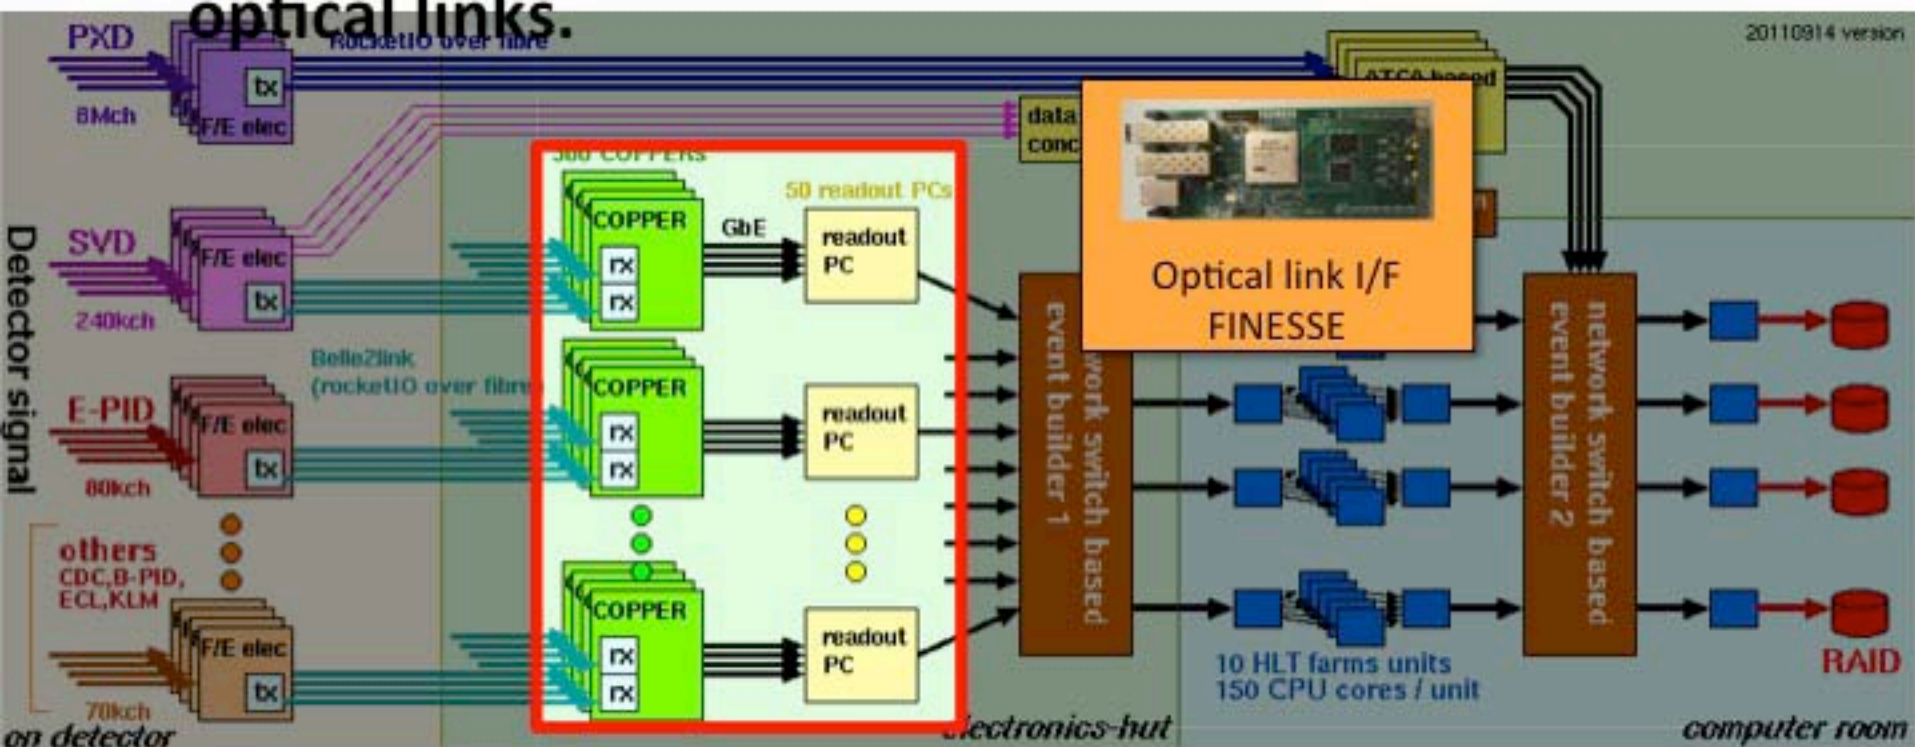 optical links.
20110914 version
PXD
RocketIO over fibre
tx
8Mch
F/E elec
ATCA based
data
conc
Optical link I/F
FINESSE
Detector signal
SVD
F/E elec
tx
240kch
Belle2link
(rocketIO over fibre)
E-PID
F/E elec
tx
80kch
others
CDC,B-PID,
ECL,KLM
F/E elec
tx
70kch
on detector
COPPERs
50 readout PCs
COPPER
rx
rx
GbE
readout
PC
COPPER
rx
rx
readout
PC
COPPER
rx
rx
readout
PC
work switch based
event builder 1
network switch based
event builder 2
10 HLT farms units
150 CPU cores / unit
RAID
electronics-hut
computer room